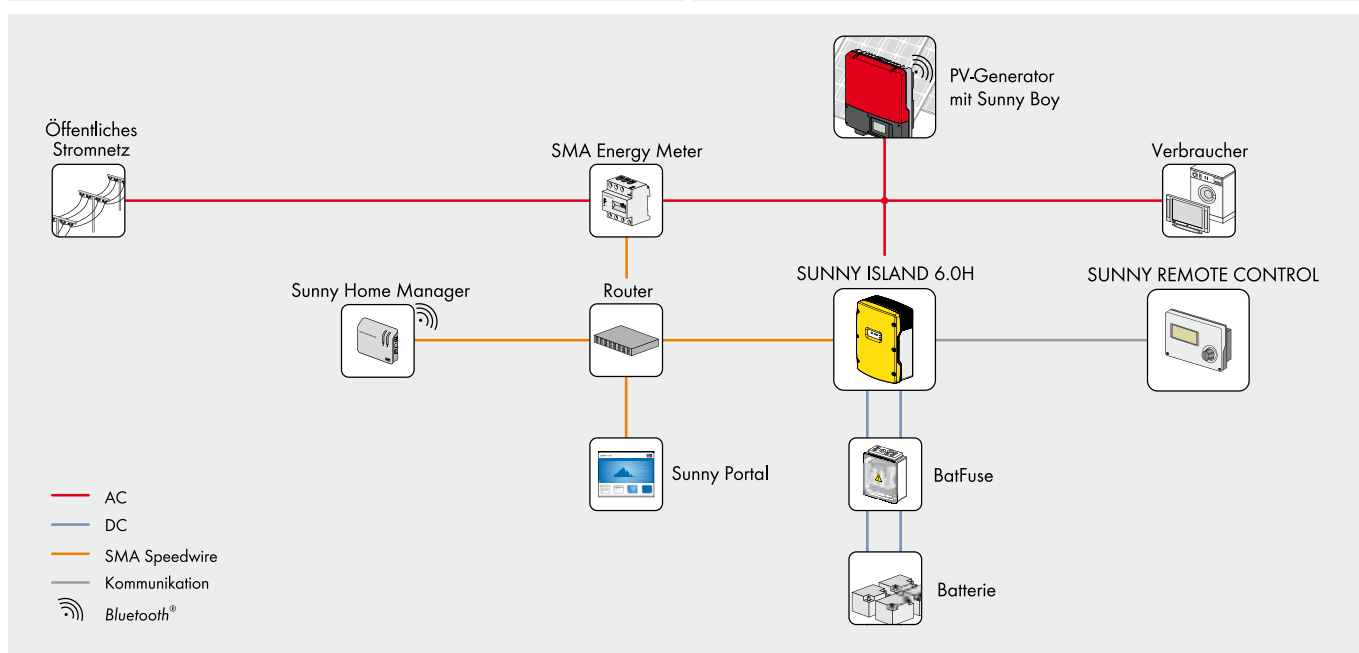 PV-Generator
mit Sunny Boy
Öffentliches
Stromnetz
SMA Energy Meter
Verbraucher
SUNNY ISLAND 6.0H
SUNNY REMOTE CONTROL
Sunny Home Manager
Router
Sunny Portal
BatFuse
Batterie
AC
DC
SMA Speedwire
Kommunikation
Bluetooth®